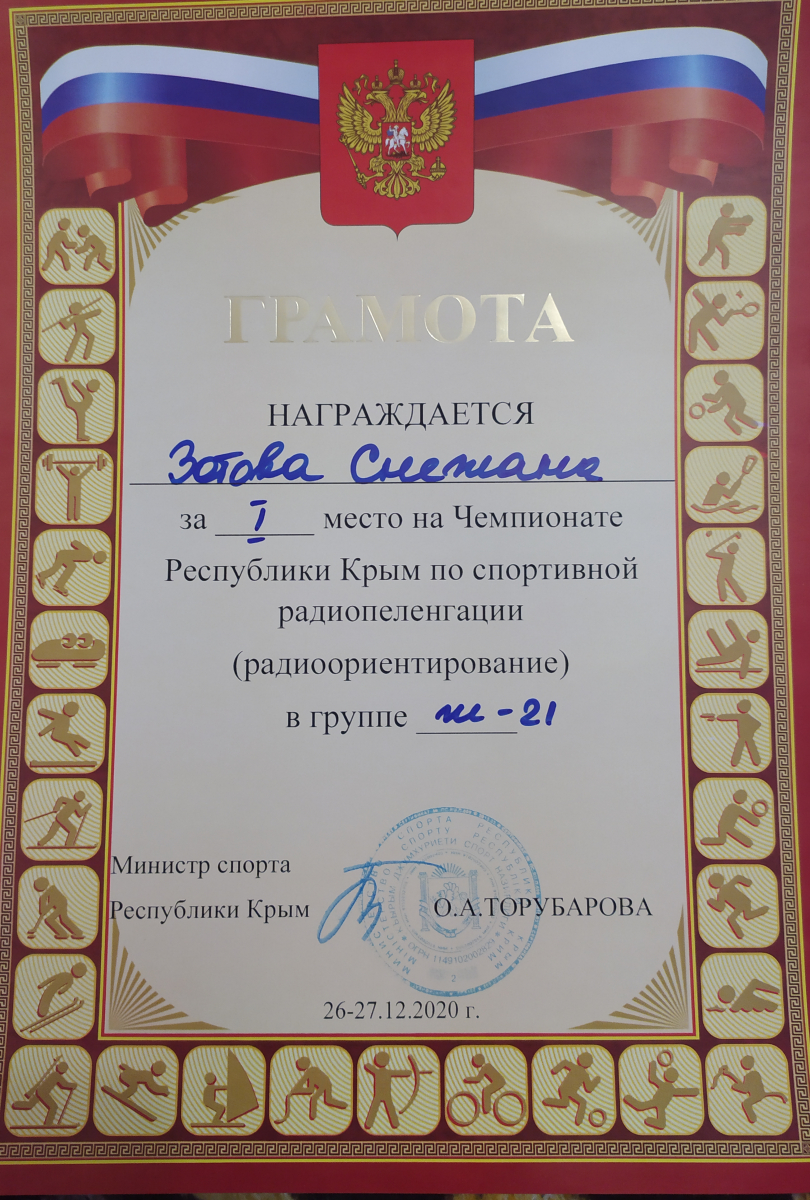 ГРАМОТА
НАГРАЖДАЕТСЯ
Зотова Снежана
за I место на Чемпионате
Республики Крым по спортивной
радиопеленгации
(радиоориентирование)
в группе ж-21
Министр спорта
Республики Крым О.А.ТОРУБАРОВА
26-27.12.2020 г.